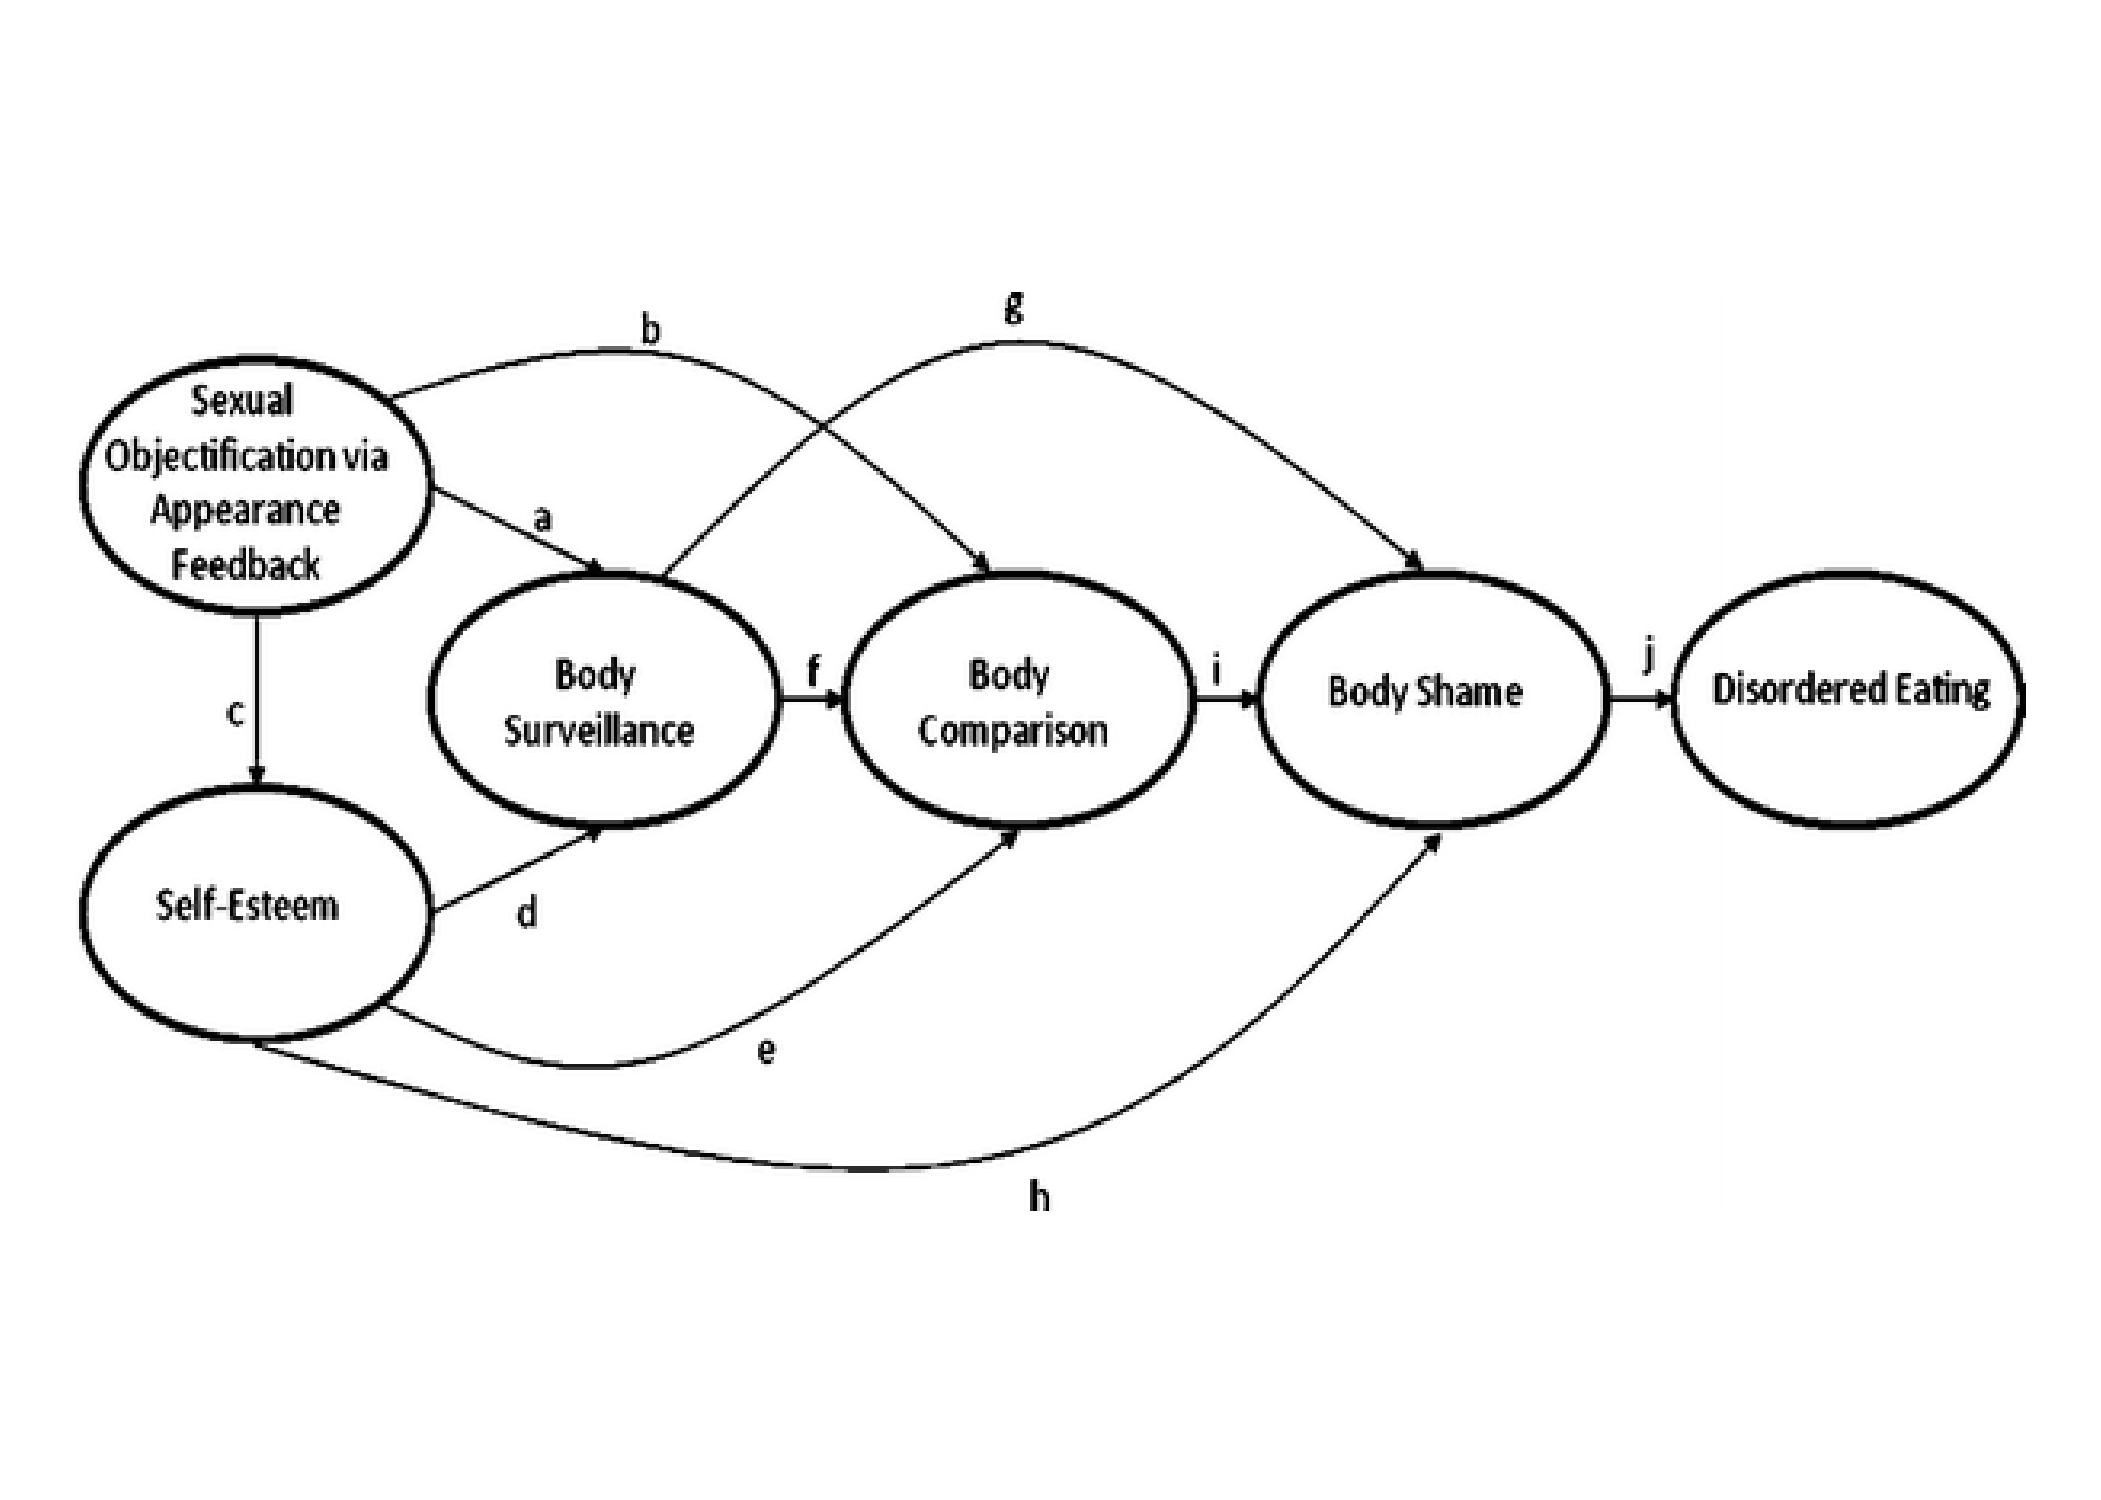 g
b
Sexual
Objectification via
Appearance
Feedback
a
Body
Surveillance
f
Body
Comparison
i
Body Shame
j
Disordered Eating
c
Self-Esteem
d
e
h